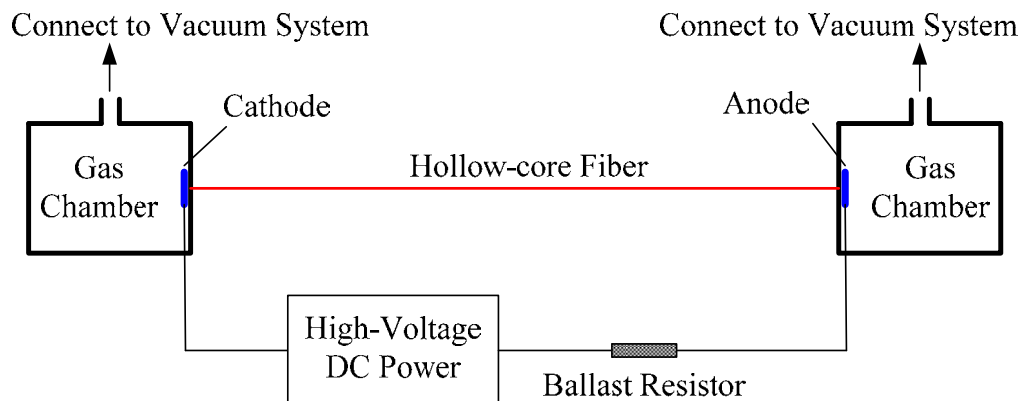 Connect to Vacuum System
Connect to Vacuum System
Cathode
Anode
Gas
Chamber
Hollow-core Fiber
Gas
Chamber
High-Voltage
DC Power
Ballast Resistor